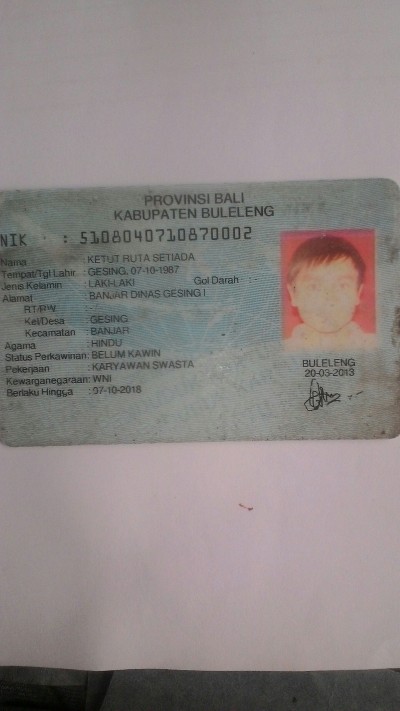 PROVINSI BALI
KABUPATEN BULELENG
NIK : 5108040710870002
Nama : KETUT RUTA SETIADA
Tempat/Tgl Lahir : GESING, 07-10-1987
Jenis Kelamin : LAKI-LAKI Gol Darah :
Alamat : BANJAR DINAS GESING I
RT/RW :
Kel/Desa : GESING
Kecamatan : BANJAR
Agama : HINDU
Status Perkawinan: BELUM KAWIN
Pekerjaan : KARYAWAN SWASTA
Kewarganegaraan: WNI
Berlaku Hingga : 07-10-2018
BULELENG
20-03-2013